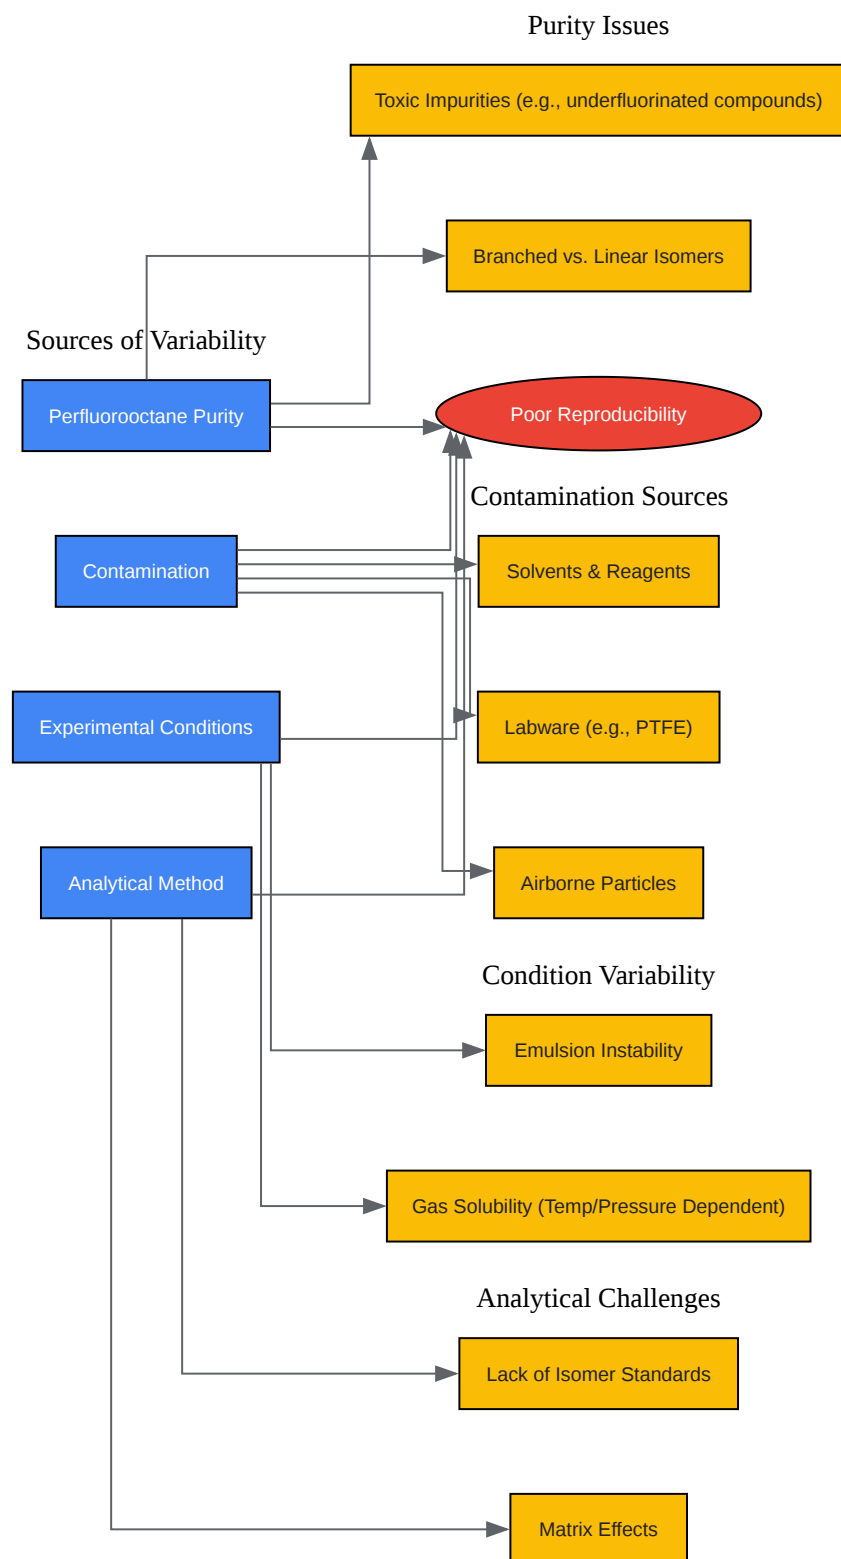 Purity Issues
Toxic Impurities (e.g., underfluorinated compounds)
Branched vs. Linear Isomers
Sources of Variability
Perfluorooctane Purity
Poor Reproducibility
Contamination Sources
Contamination
Solvents & Reagents
Experimental Conditions
Labware (e.g., PTFE)
Analytical Method
Airborne Particles
Condition Variability
Emulsion Instability
Gas Solubility (Temp/Pressure Dependent)
Analytical Challenges
Lack of Isomer Standards
Matrix Effects